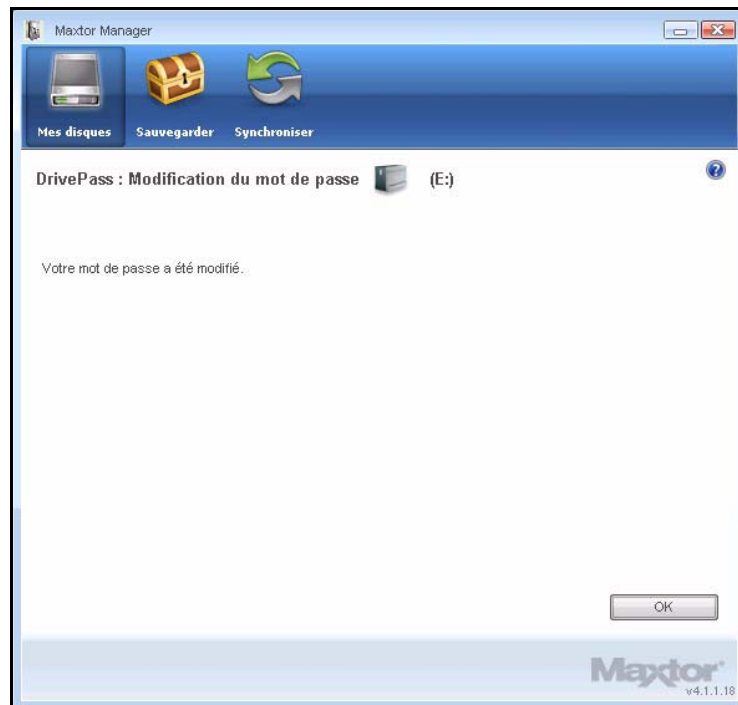 Maxtor Manager
Mes disques Sauvegarder Synchroniser
DrivePass : Modification du mot de passe (E:)
Votre mot de passe a été modifié.
OK
Maxtor
v4.1.1.18